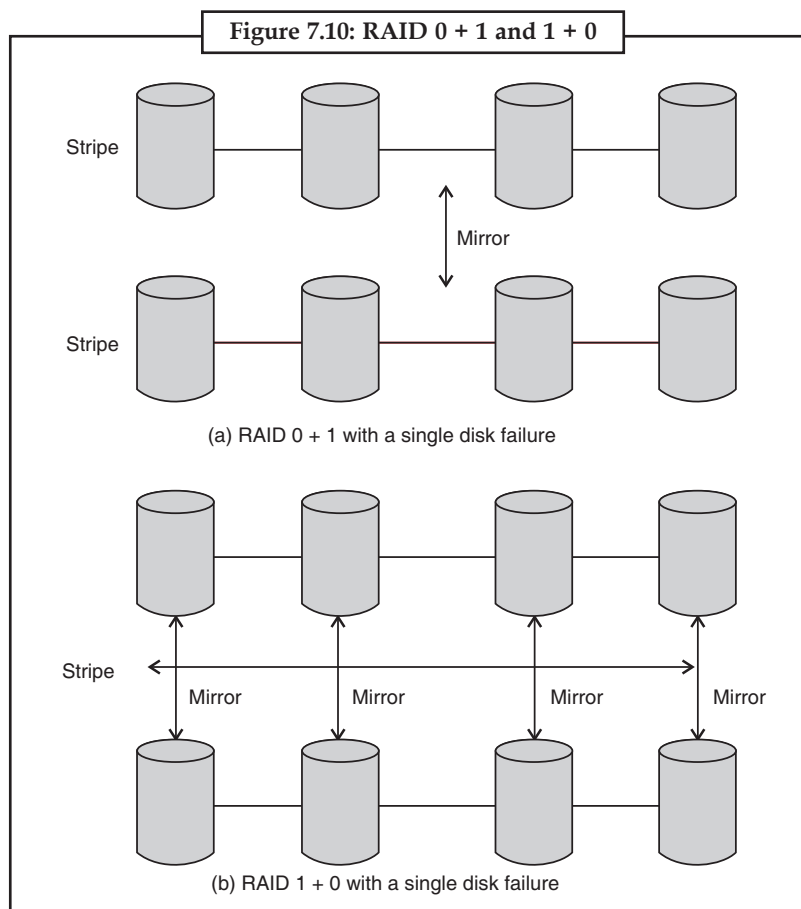 Figure 7.10: RAID 0 + 1 and 1 + 0
Stripe
Mirror
Stripe
(a) RAID 0 + 1 with a single disk failure
Stripe
Mirror
Mirror
Mirror
Mirror
(b) RAID 1 + 0 with a single disk failure